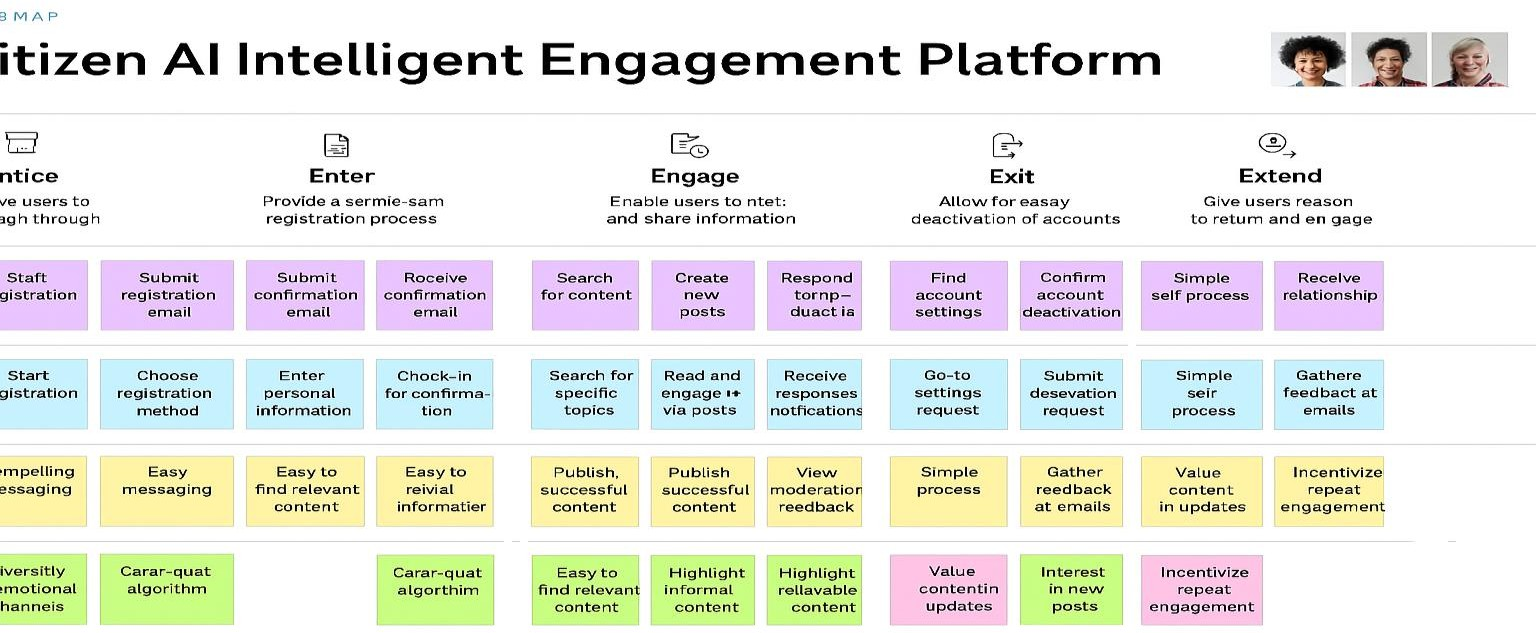 8 MAP
itizen AI Intelligent Engagement Platform
ntice
ve users to
agh through
Enter
Provide a sermie-sam
registration process
Engage
Enable users to ntet:
and share information
Exit
Allow for easay
deactivation of accounts
Extend
Give users reason
to retum and en gage
Staft
gistration
Submit
registration
email
Submit
confirmation
email
Roceive
confirmation
email
Search
for content
Create
new
posts
Respond
tornp–
duact is
Find
account
settings
Confirm
account
deactivation
Simple
self process
Recelve
relationship
Start
gistration
Choose
registration
method
Enter
personal
information
Chock-in
for confirma-
tion
Search for
specific
topics
Read and
engage
via posts
Receive
responses
notfications
Go-to
settings
request
Submit
desevation
request
Simple
seir
process
Gathere
feedbact at
emails
empelling
essaging
Easy
messaging
Easy to
find relevant
content
Easy to
reivial
informatier
Publish,
successful
content
Publish
successful
content
View
moderation
reedback
Simple
process
Gather
reedback
at emails
Value
content
in updates
Incentivize
repeat
engagement
iversitly
emotional
hanneis
Carar-quat
algorithm
Carar-quat
algorthim
Easy to
find relevant
content
Highlight
informal
content
Highlight
rellavable
content
Value
contentin
updates
Interest
in new
posts
Incentivize
repeat
engagement